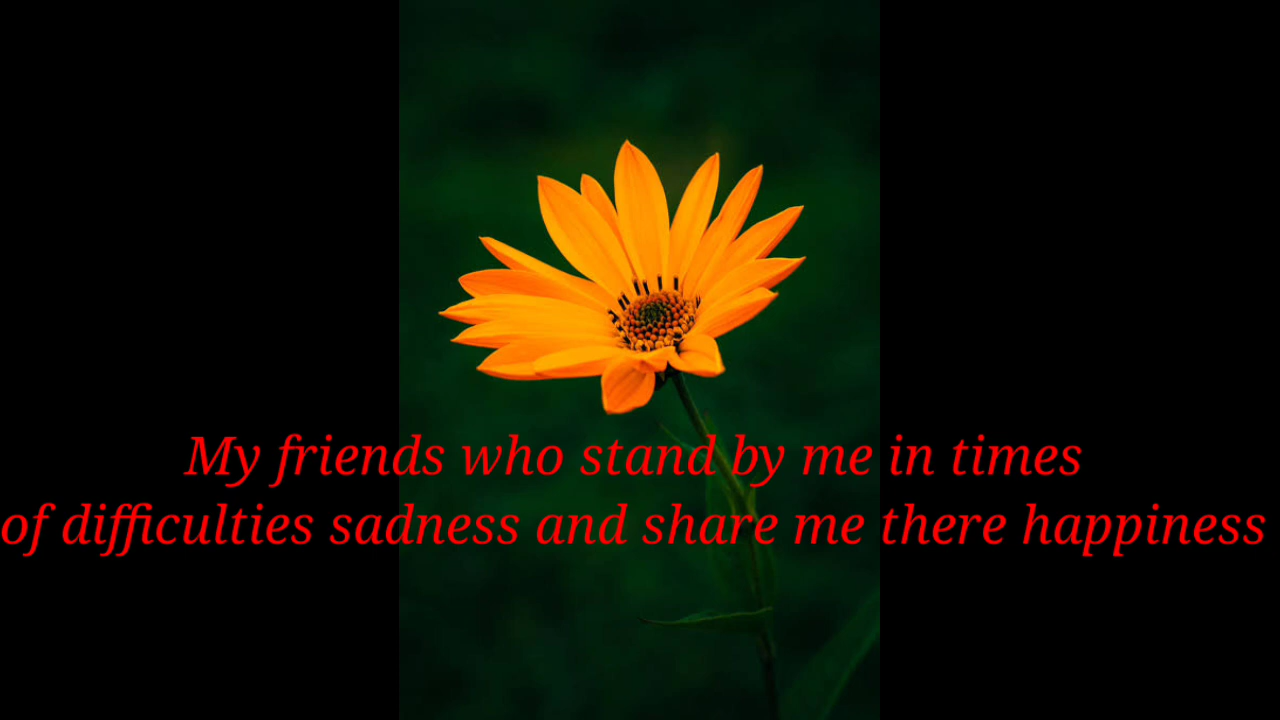 My friends who stand by me in times
of difficulties sadness and share me there happiness